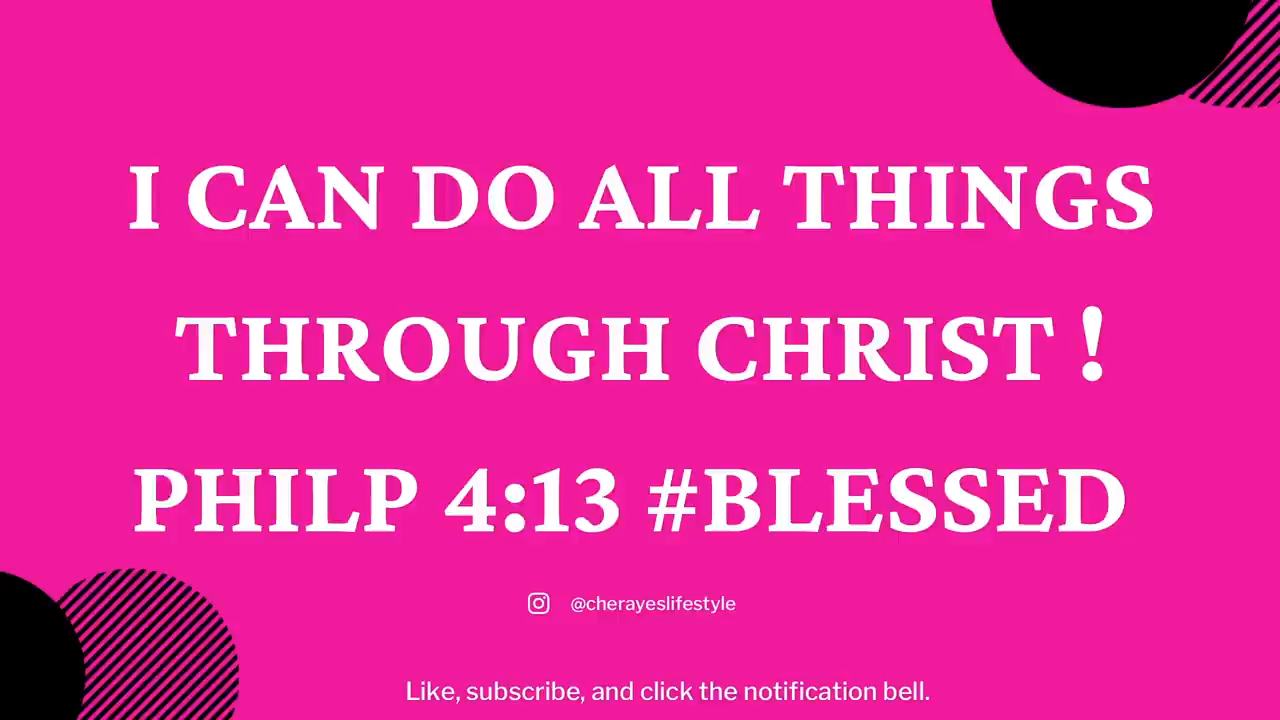 I CAN DO ALL THINGS
THROUGH CHRIST !
PHILP 4:13 #BLESSED
@cherayeslifestyle
Like, subscribe, and click the notification bell.